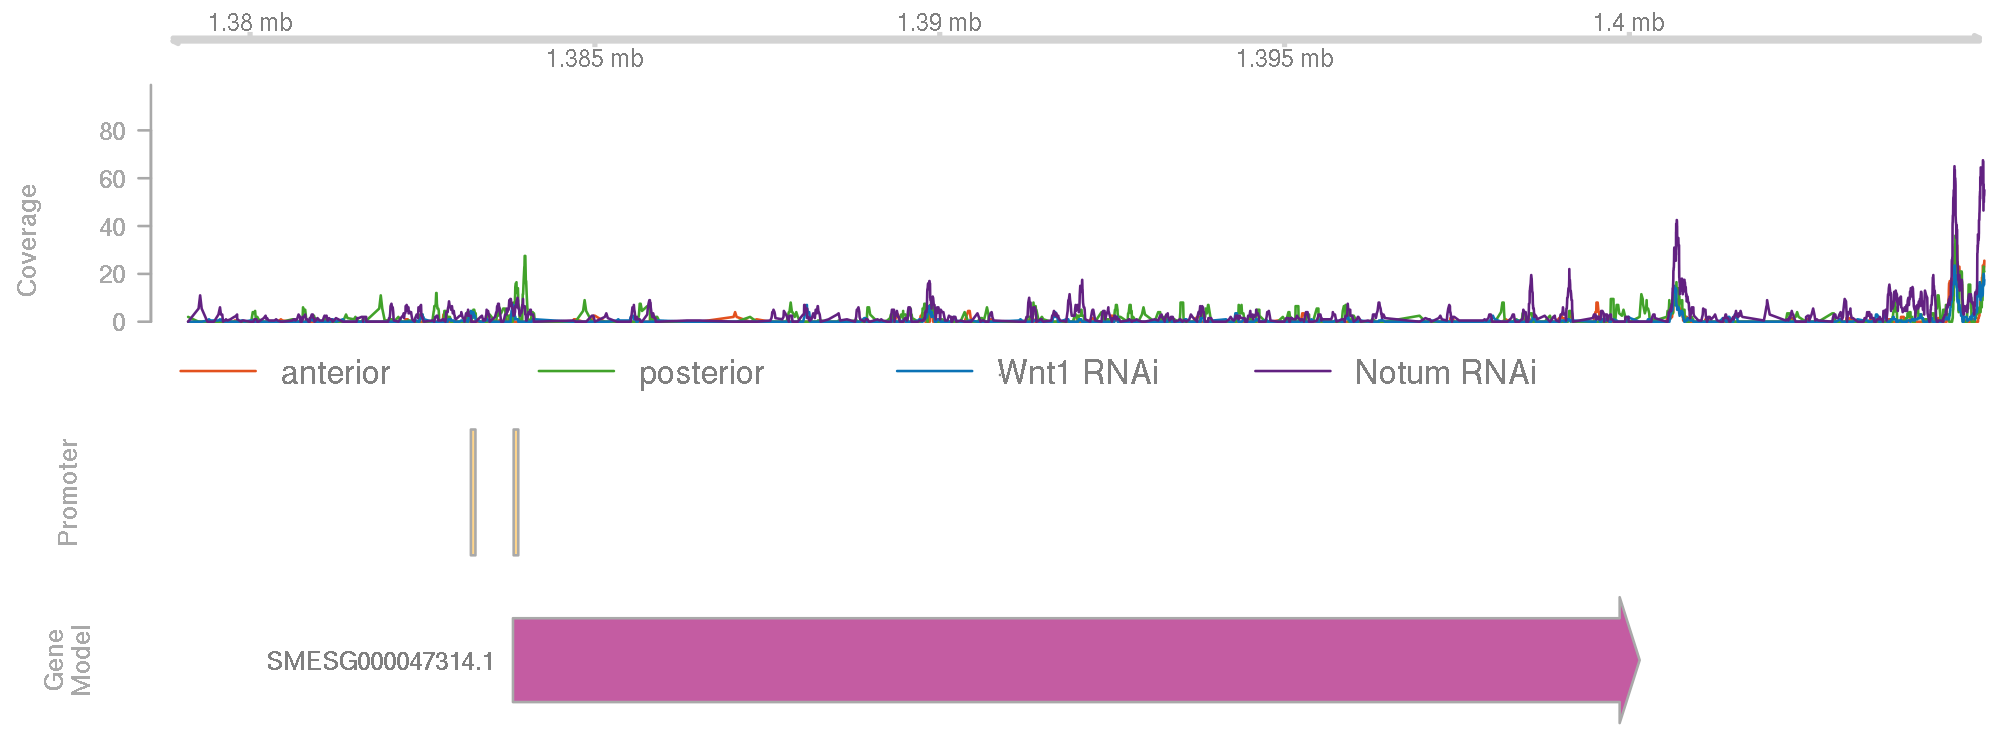 1.38 mb
1.39 mb
1.4 mb
1.385 mb
1.395 mb
Coverage
80
60
40
20
0
anterior
posterior
Wnt1 RNAi
Notum RNAi
Promoter
Gene
Model
SMESG000047314.1